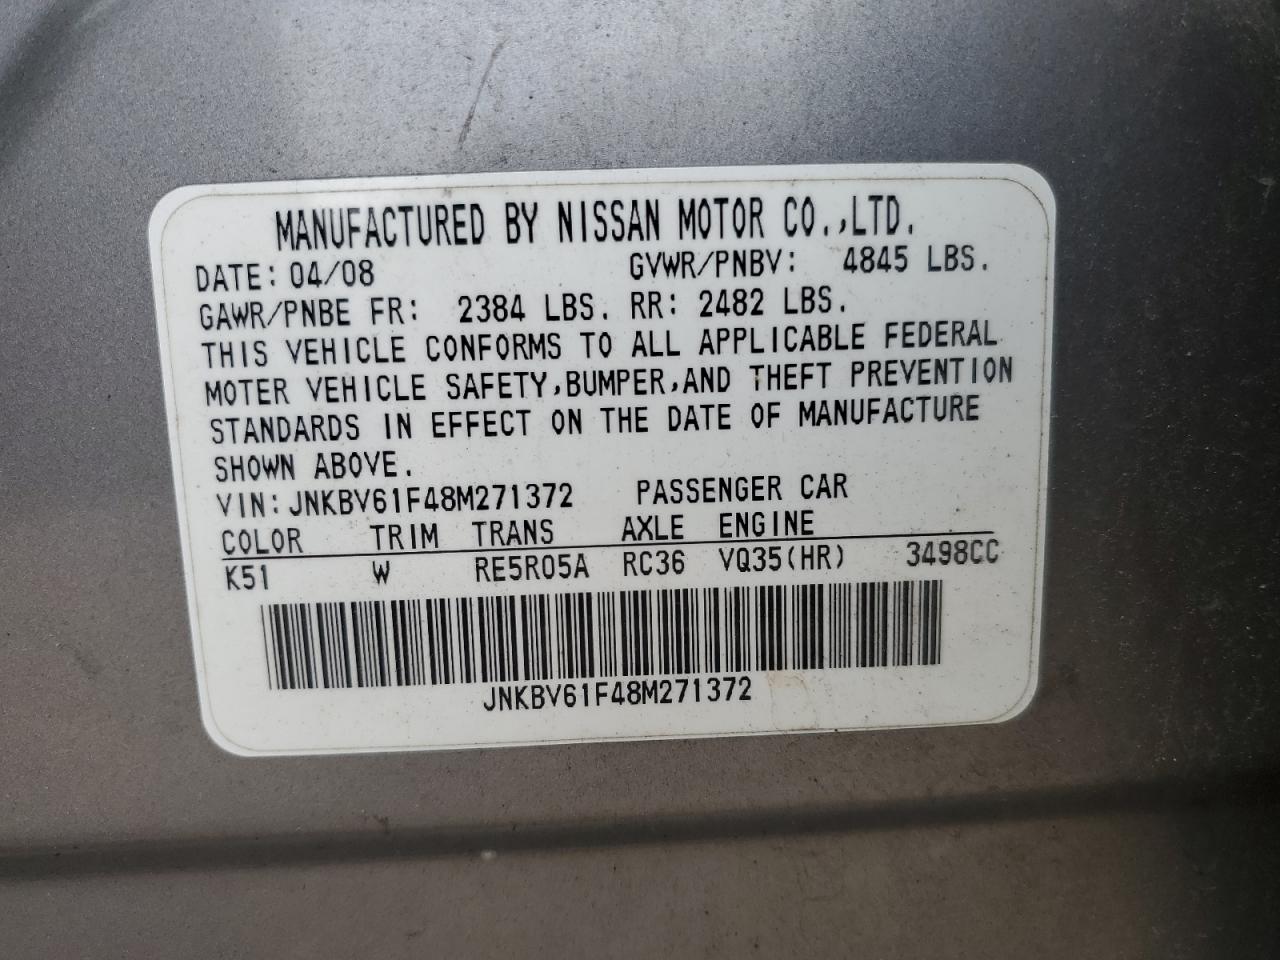 MANUFACTURED BY NISSAN MOTOR CO.,LTD.
DATE: 04/08 GVWR/PNBV: 4845 LBS.
GAWR/PNBE FR: 2384 LBS. RR: 2482 LBS.
THIS VEHICLE CONFORMS TO ALL APPLICABLE FEDERAL
MOTER VEHICLE SAFETY,BUMPER,AND THEFT PREVENTION
STANDARDS IN EFFECT ON THE DATE OF MANUFACTURE
SHOWN ABOVE.
VIN: JNKBV61F48M271372 PASSENGER CAR
COLOR TRIM TRANS AXLE ENGINE
K51 W RE5R05A RC36 VQ35(HR) 3498CC
JNKBV61F48M271372